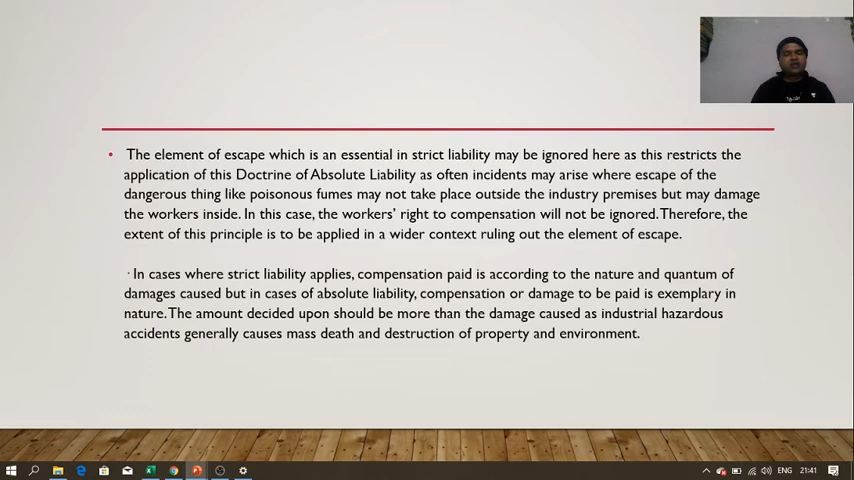 • The element of escape which is an essential in strict liability may be ignored here as this restricts the
application of this Doctrine of Absolute Liability as often incidents may arise where escape of the
dangerous thing like poisonous fumes may not take place outside the industry premises but may damage
the workers inside. In this case, the workers' right to compensation will not be ignored. Therefore, the
extent of this principle is to be applied in a wider context ruling out the element of escape.
· In cases where strict liability applies, compensation paid is according to the nature and quantum of
damages caused but in cases of absolute liability, compensation or damage to be paid is exemplary in
nature. The amount decided upon should be more than the damage caused as industrial hazardous
accidents generally causes mass death and destruction of property and environment.
ENG 21:41